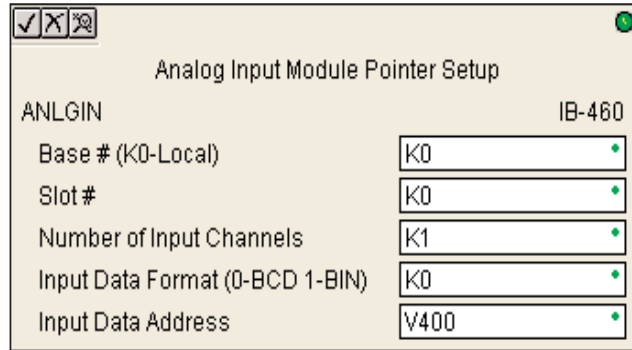 Analog Input Module Pointer Setup
ANLGIN IB-460
Base # (K0-Local) K0
Slot # K0
Number of Input Channels K1
Input Data Format (0-BCD 1-BIN) K0
Input Data Address V400